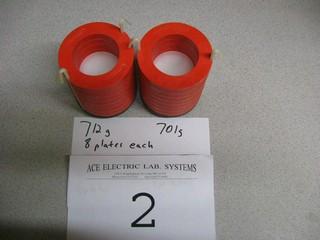 712g 701g
8 plates each
ACE ELECTRIC LAB. SYSTEMS
2